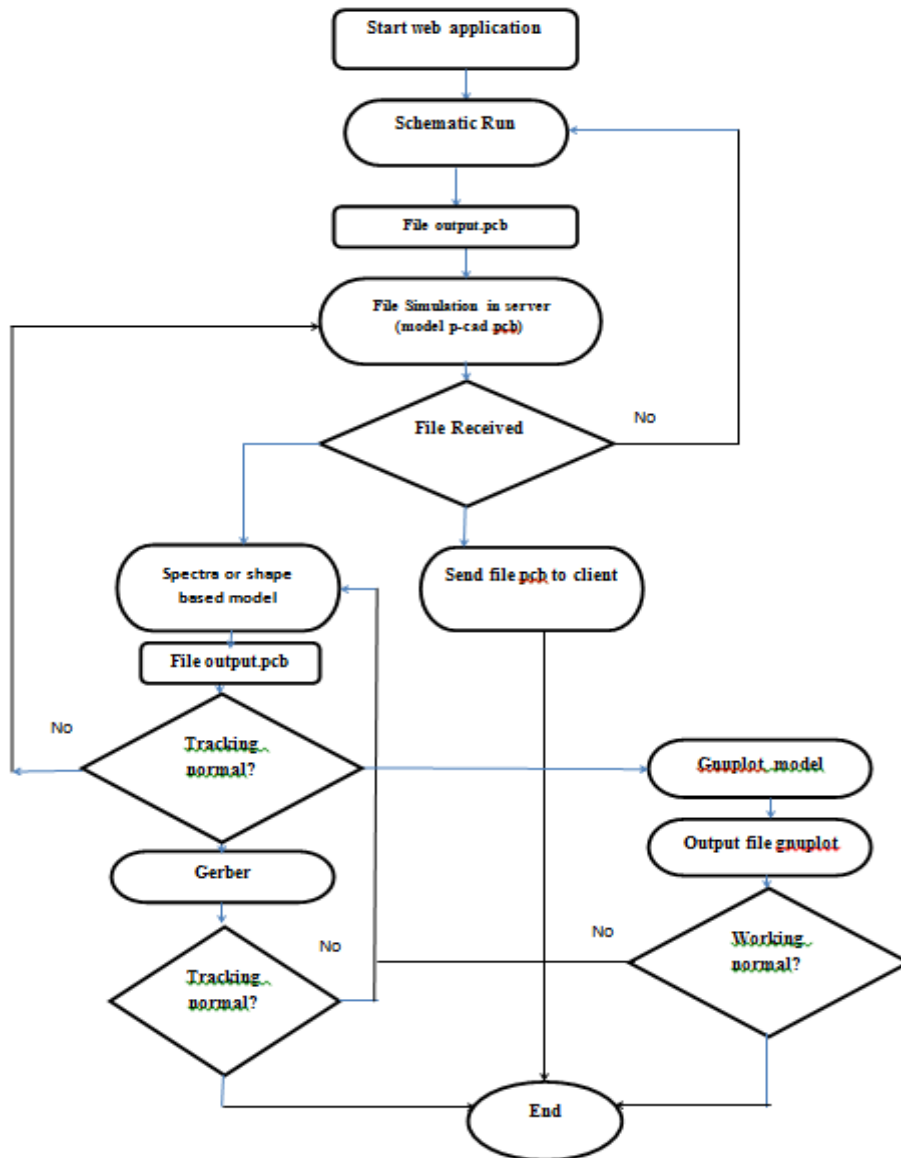 Start web application
Schematic Run
File output.pcb
File Simulation in server
(model p-cad pcb)
File Received
No
Spectra or shape
based model
Send file pcb to client
File output.pcb
No
Tracking
normal?
Gnuplot model
Output file gnuplot
Gerber
No
Tracking
normal?
No
Working
normal?
End